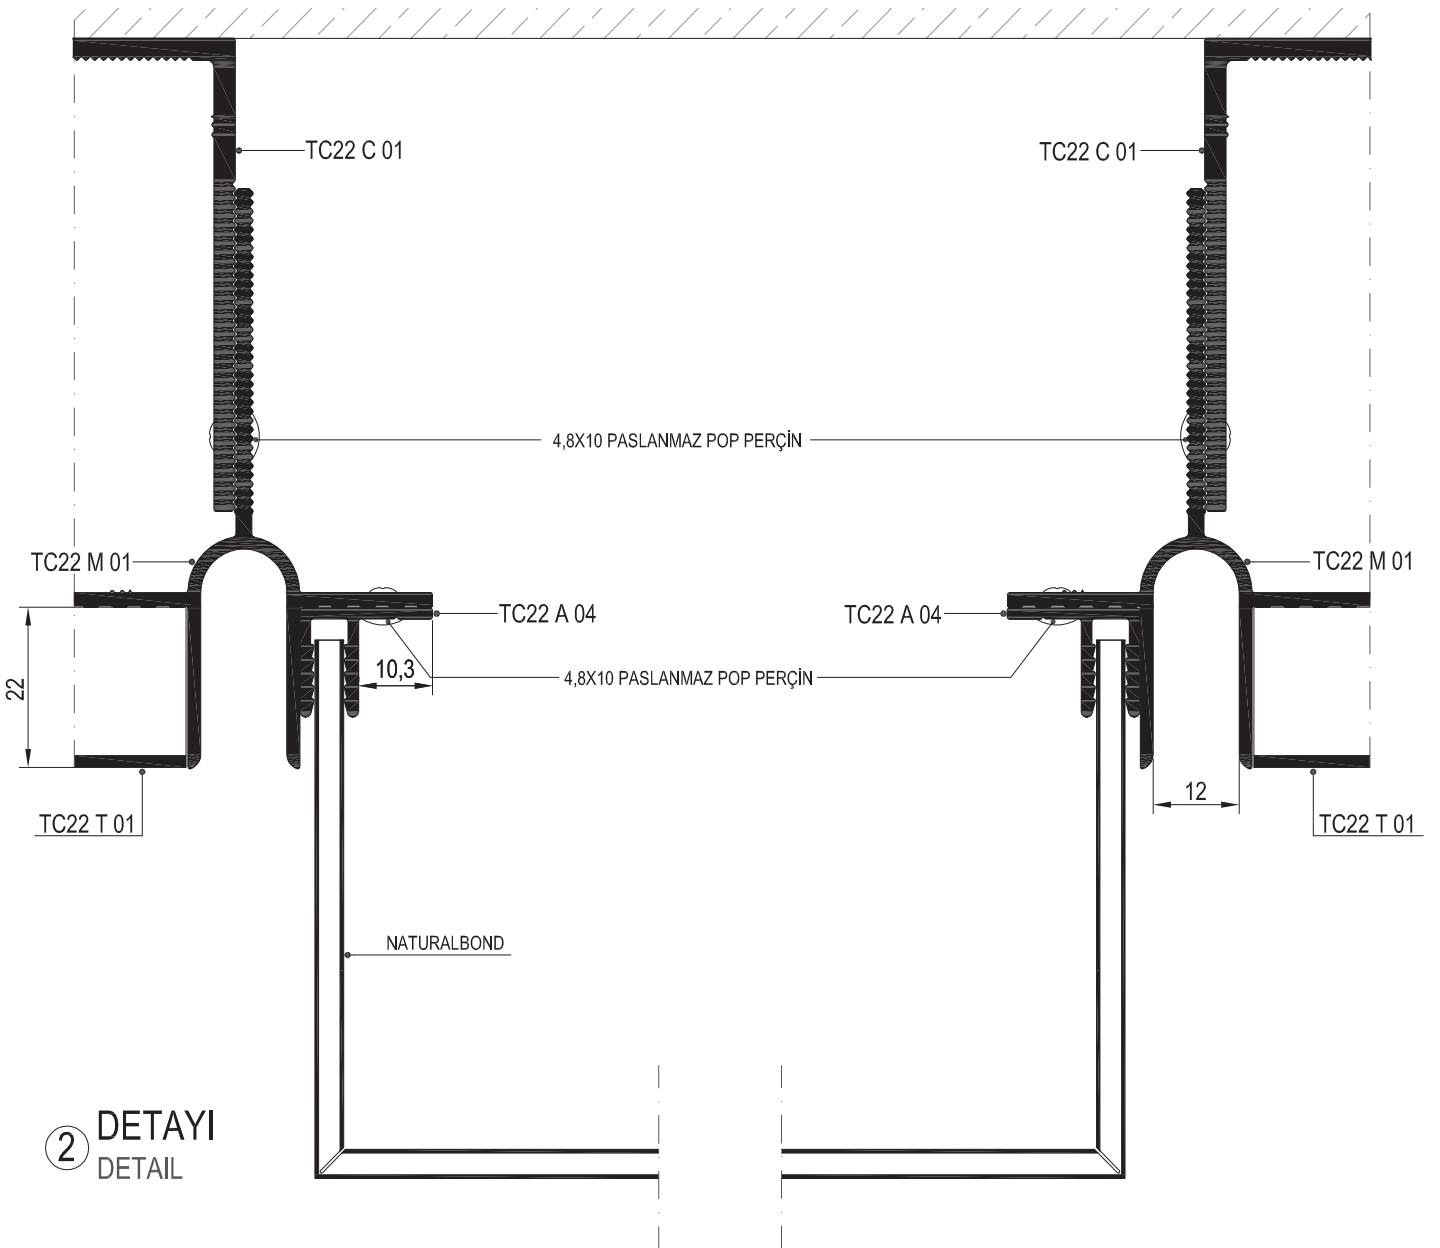 TC22 C 01
TC22 C 01
4,8X10 PASLANMAZ POP PERÇİN
TC22 M 01
TC22 M 01
TC22 A 04
TC22 A 04
10,3
4,8X10 PASLANMAZ POP PERÇİN
22
12
TC22 T 01
TC22 T 01
NATURALBOND
2 DETAYI
DETAIL